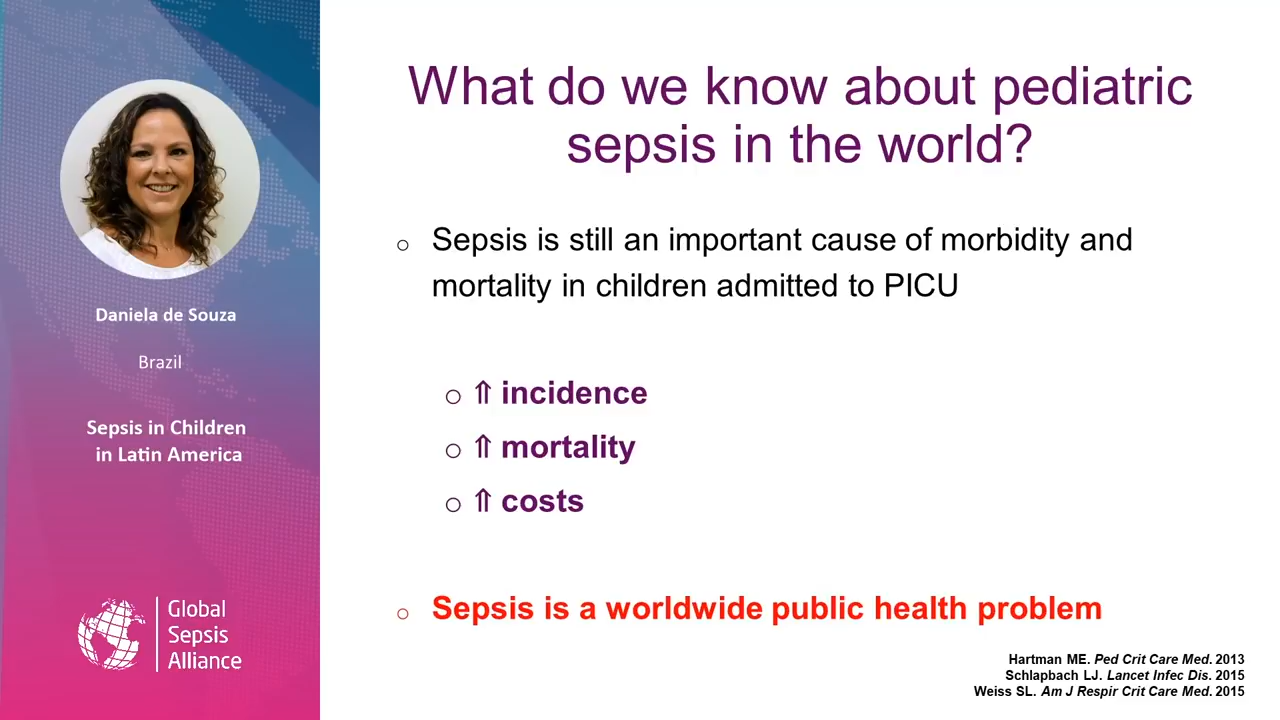 Daniela de Souza
Brazil
Sepsis in Children
in Latin America
Global
Sepsis
Alliance
What do we know about pediatric
sepsis in the world?
o Sepsis is still an important cause of morbidity and
mortality in children admitted to PICU
o ⇑ incidence
o ⇑ mortality
o ⇑ costs
o Sepsis is a worldwide public health problem
Hartman ME. Ped Crit Care Med. 2013
Schlapbach LJ. Lancet Infec Dis. 2015
Weiss SL. Am J Respir Crit Care Med. 2015